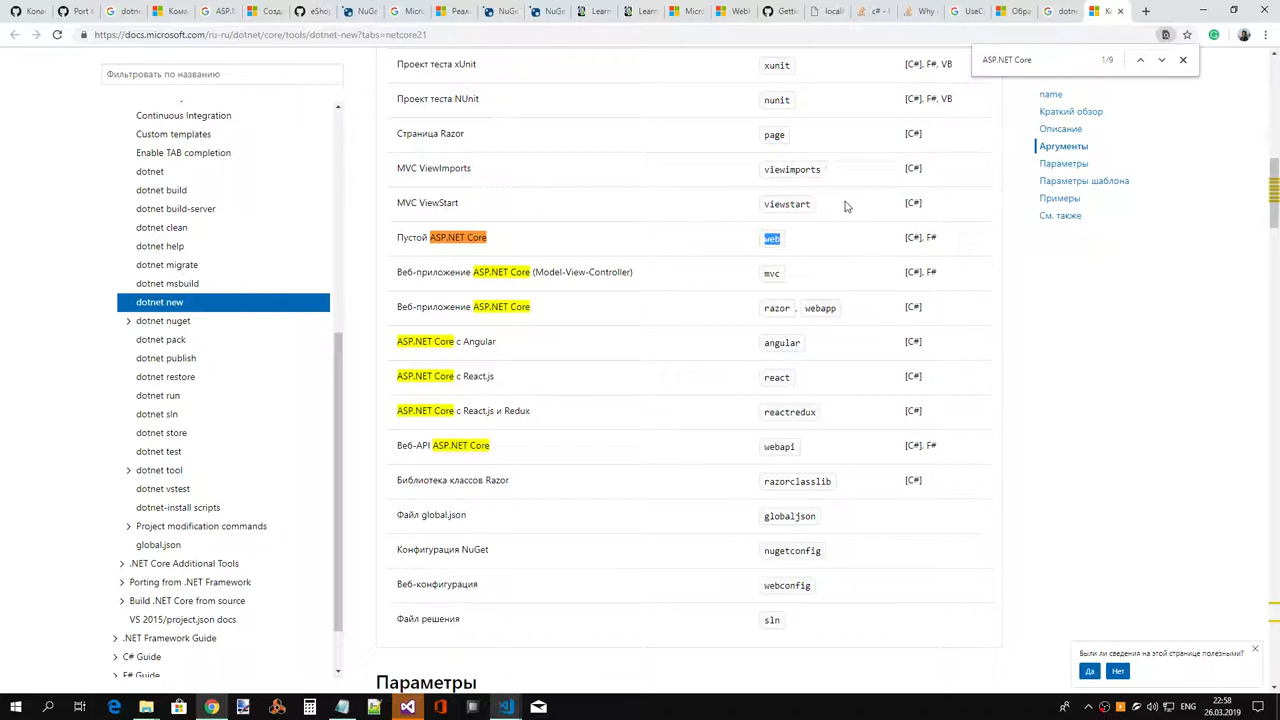 https://docs.microsoft.com/ru-ru/dotnet/core/tools/dotnet-new?tabs=netcore21
ASP.NET Core 1/9
Фильтровать по названию
Continuous Integration
Custom templates
Enable TAB completion
dotnet
dotnet build
dotnet build-server
dotnet clean
dotnet help
dotnet migrate
dotnet msbuild
dotnet new
dotnet nuget
dotnet pack
dotnet publish
dotnet restore
dotnet run
dotnet sln
dotnet store
dotnet test
dotnet tool
dotnet vstest
dotnet-install scripts
Project modification commands
global.json
.NET Core Additional Tools
Porting from .NET Framework
Build .NET Core from source
VS 2015/project.json docs
.NET Framework Guide
C# Guide
F# Guide
Проект теста xUnit xunit [C#], F#, VB
Проект теста NUnit nunit [C#], F#, VB
Страница Razor page [C#]
MVC ViewImports viewimports [C#]
MVC ViewStart viewstart [C#]
Пустой ASP.NET Core web [C#], F#
Веб-приложение ASP.NET Core (Model-View-Controller) mvc [C#], F#
Веб-приложение ASP.NET Core razor , webapp [C#]
ASP.NET Core с Angular angular [C#]
ASP.NET Core с React.js react [C#]
ASP.NET Core с React.js и Redux reactredux [C#]
Веб-API ASP.NET Core webapi [C#], F#
Библиотека классов Razor razorclasslib [C#]
Файл global.json globaljson
Конфигурация NuGet nugetconfig
Веб-конфигурация webconfig
Файл решения sln
Параметры
name
Краткий обзор
Описание
Аргументы
Параметры
Параметры шаблона
Примеры
См. также
Были ли сведения на этой странице полезными?
Да Нет
ENG
22:58
26.03.2019